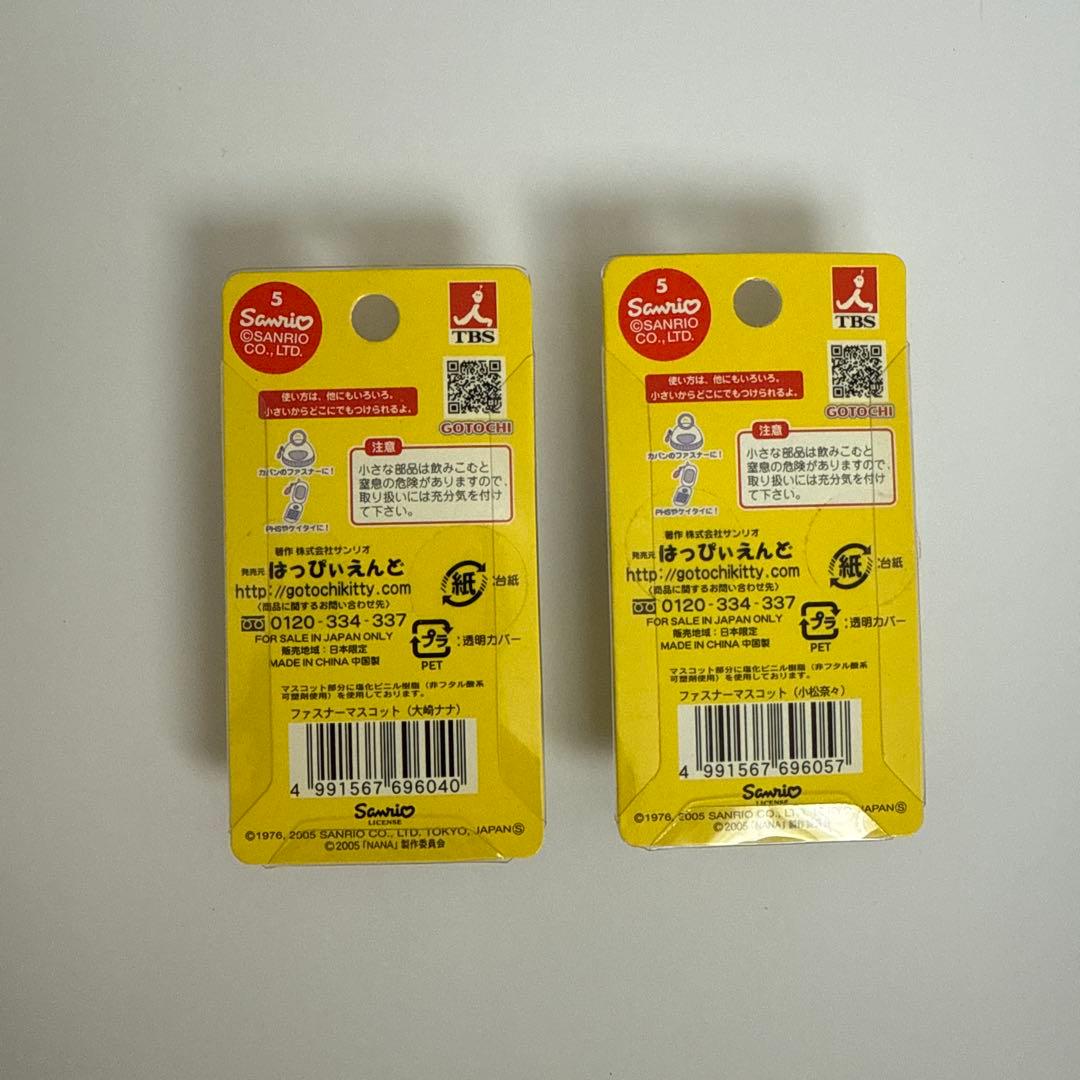 5
Sanrio
©SANRIO
CO., LTD.
TBS
GOTOCHI
使い方は、他にもいろいろ。
小さいからどこにでもつけられるよ。
カバンのファスナーに！
PHSやケイタイに！
注意
小さな部品は飲みこむと
窒息の危険がありますので、
取り扱いには充分気を付け
て下さい。
著作 株式会社サンリオ
発売元 はっぴぃえんど
http://gotochikitty.com
〈商品に関するお問い合わせ先〉
0120-334-337
FOR SALE IN JAPAN ONLY
販売地域：日本限定
MADE IN CHINA 中国製
紙 :台紙
プラ :透明カバー
PET
マスコット部分に塩化ビニル樹脂（非フタル酸系
可塑剤使用）を使用しております。
ファスナーマスコット（大崎ナナ）
4 991567 696040
Sanrio
LICENSE
©1976, 2005 SANRIO CO., LTD. TOKYO, JAPAN Ⓢ
©2005「NANA」製作委員会
5
Sanrio
©SANRIO
CO., LTD.
TBS
GOTOCHI
使い方は、他にもいろいろ。
小さいからどこにでもつけられるよ。
カバンのファスナーに！
PHSやケイタイに！
注意
小さな部品は飲みこむと
窒息の危険がありますので、
取り扱いには充分気を付け
て下さい。
著作 株式会社サンリオ
発売元 はっぴぃえんど
http://gotochikitty.com
〈商品に関するお問い合わせ先〉
0120-334-337
FOR SALE IN JAPAN ONLY
販売地域：日本限定
MADE IN CHINA 中国製
紙 :台紙
プラ :透明カバー
PET
マスコット部分に塩化ビニル樹脂（非フタル酸系
可塑剤使用）を使用しております。
ファスナーマスコット（小松奈々）
4 991567 696057
Sanrio
LICENSE
©1976, 2005 SANRIO CO., LTD. JAPAN Ⓢ
©2005「NANA」製作委員会